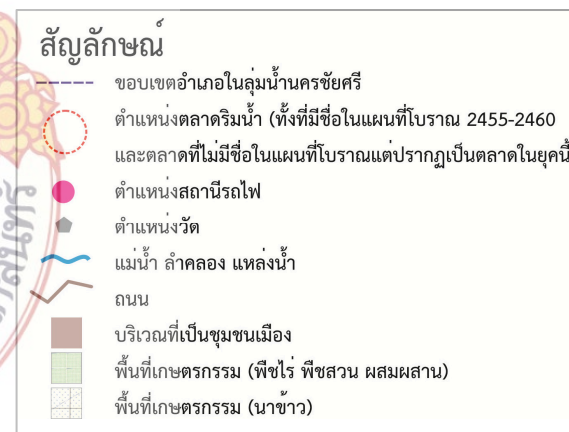 สัญลักษณ์
ขอบเขตอำเภอในลุ่มน้ำนครชัยศรี
ตำแหน่งตลาดริมน้ำ (ทั้งที่มีชื่อในแผนที่โบราณ 2455-2460
และตลาดที่ไม่มีชื่อในแผนที่โบราณแต่ปรากฏเป็นตลาดในยุคนี้
ตำแหน่งสถานีรถไฟ
ตำแหน่งวัด
แม่น้ำ ลำคลอง แหล่งน้ำ
ถนน
บริเวณที่เป็นชุมชนเมือง
พื้นที่เกษตรกรรม (พืชไร่ พืชสวน ผสมผสาน)
พื้นที่เกษตรกรรม (นาข้าว)